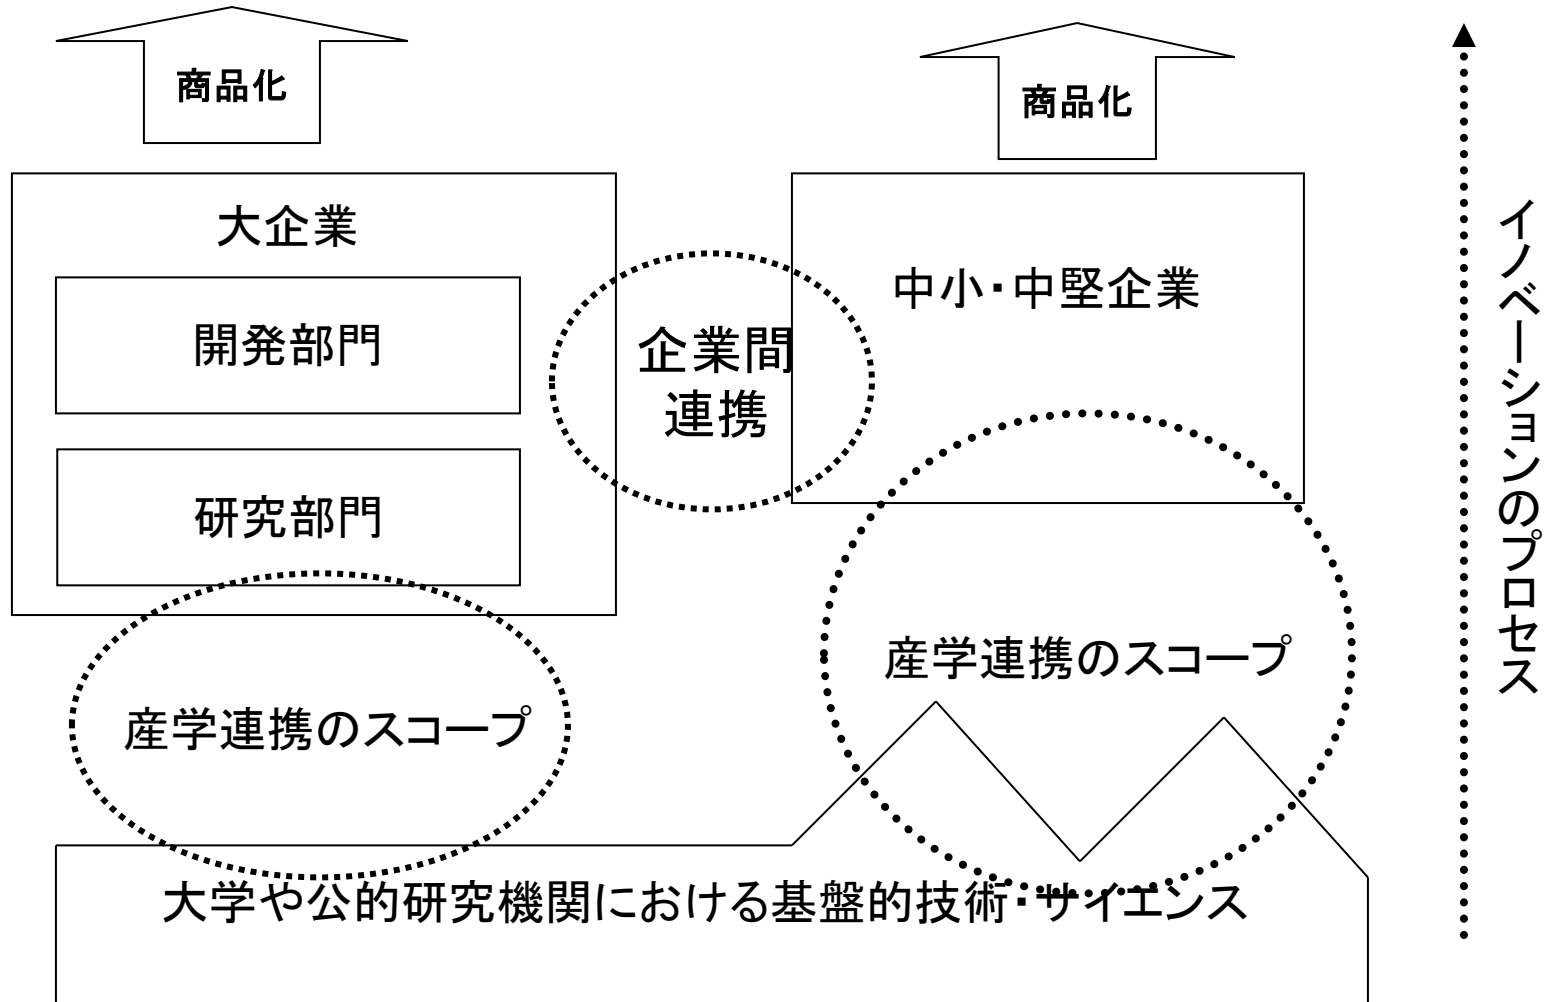 商品化
商品化
大企業
開発部門
研究部門
企業間
連携
中小・中堅企業
産学連携のスコープ
産学連携のスコープ
大学や公的研究機関における基盤的技術・サイエンス
イノベーションのプロセス